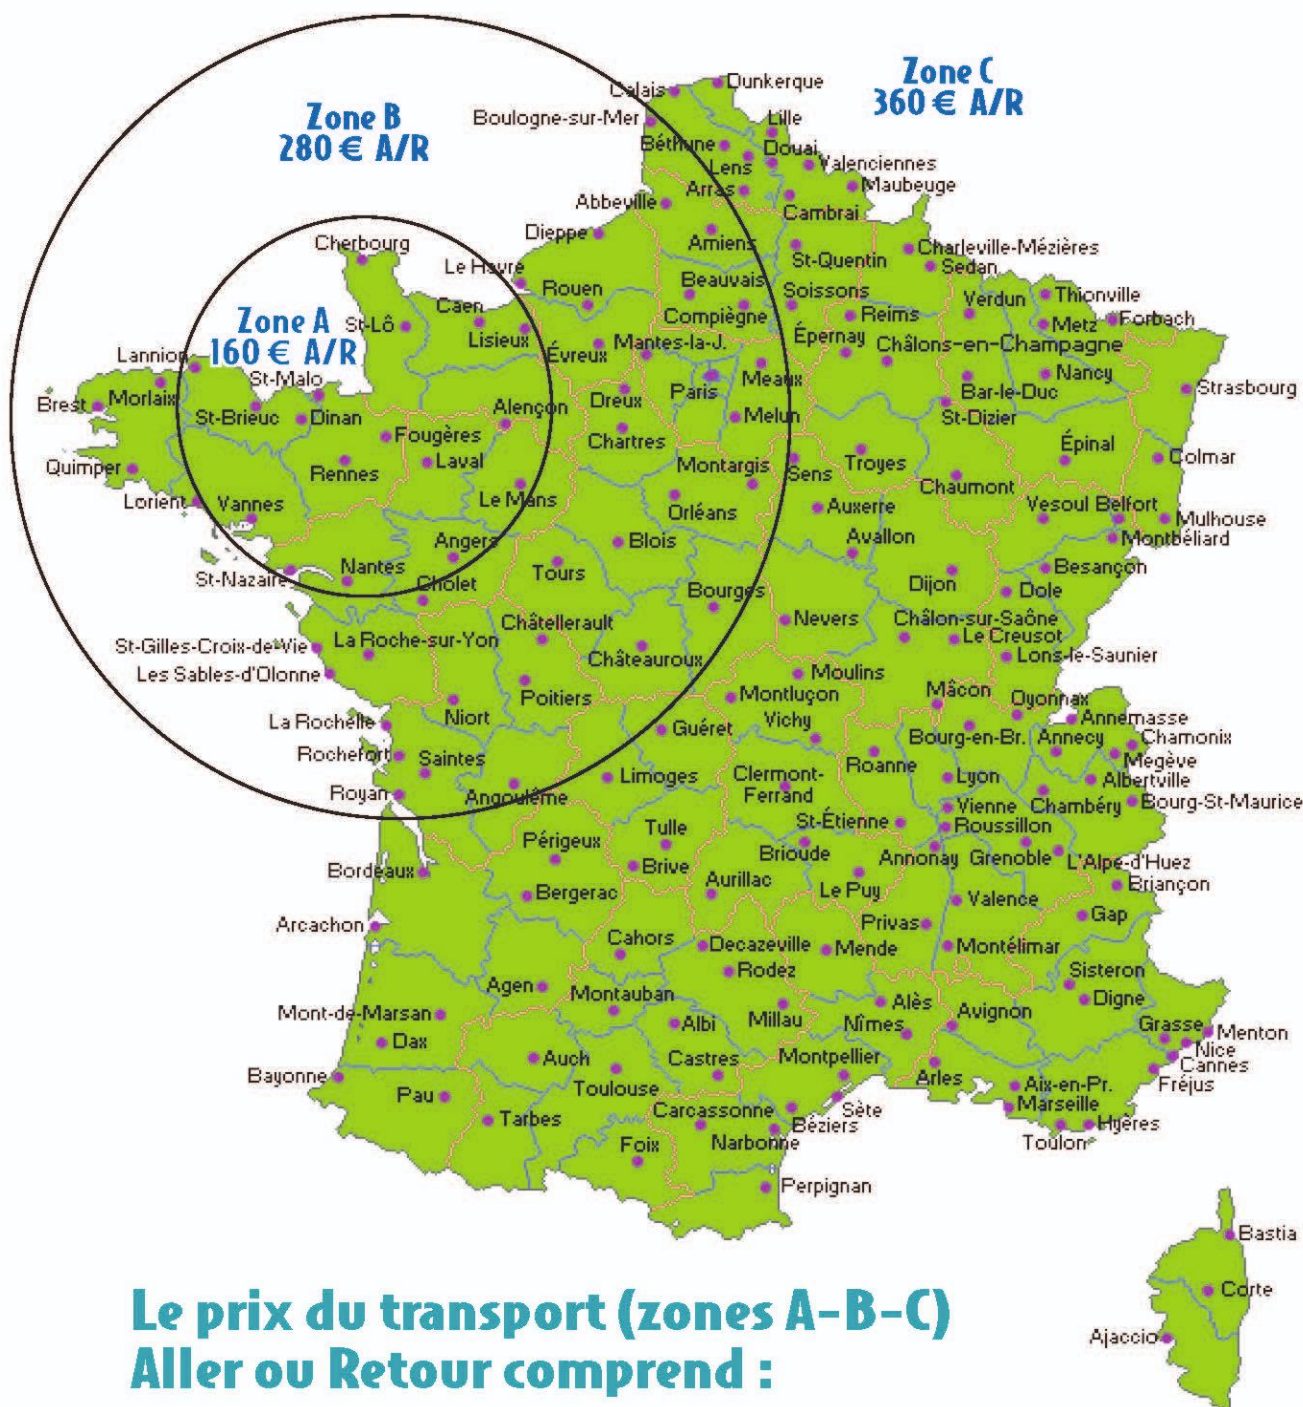 Zone C
360 € A/R
Zone B
280 € A/R
Zone A
160 € A/R
Dunkerque
Calais
Boulogne-sur-Mer
Lille
Béthune
Douai
Lens
Valenciennes
Arras
Maubeuge
Abbeville
Cambrai
Dieppe
Amiens
Cherbourg
St-Quentin
Charleville-Mézières
Sedan
Le Havre
Rouen
Beauvais
Soissons
Verdun
Thionville
Caen
St-Lô
Compiègne
Reims
Metz
Forbach
Lisieux
Évreux
Mantes-la-J.
Épernay
Châlons-en-Champagne
Lannion
St-Malo
Meaux
Nancy
Morlaix
Paris
Bar-le-Duc
Strasbourg
Brest
St-Brieuc
Dinan
Alençon
Dreux
Melun
St-Dizier
Fougères
Chartres
Épinal
Quimper
Rennes
Laval
Montargis
Sens
Troyes
Colmar
Lorient
Vannes
Le Mans
Orléans
Chaumont
Auxerre
Vesoul
Belfort
Mulhouse
Montbéliard
Angers
Blois
Avallon
St-Nazaire
Nantes
Tours
Dijon
Besançon
Cholet
Bourges
Dole
Châtellerault
Nevers
Châlon-sur-Saône
St-Gilles-Croix-de-Vie
La Roche-sur-Yon
Le Creusot
Châteauroux
Lons-le-Saunier
Les Sables-d'Olonne
Moulins
Poitiers
Montluçon
Mâcon
Oyonnax
La Rochelle
Niort
Guéret
Vichy
Annemasse
Bourg-en-Br.
Annecy
Chamonix
Rochefort
Saintes
Mégève
Limoges
Clermont-
Ferrand
Roanne
Lyon
Albertville
Royan
Angoulême
Vienne
Chambéry
Bourg-St-Maurice
Tulle
St-Étienne
Roussillon
Périgueux
Brioude
Annonay
Grenoble
L'Alpe-d'Huez
Bordeaux
Brive
Aurillac
Le Puy
Briançon
Bergerac
Valence
Arcachon
Privas
Gap
Cahors
Decazeville
Mende
Montélimar
Rodez
Sisteron
Agen
Montauban
Digne
Mont-de-Marsan
Albi
Millau
Alès
Nîmes
Avignon
Grasse
Menton
Dax
Nice
Auch
Castres
Montpellier
Cannes
Bayonne
Toulouse
Arles
Fréjus
Pau
Aix-en-Pr.
Tarbes
Carcassonne
Sète
Marseille
Béziers
Hyères
Foix
Narbonne
Toulon
Perpignan
Bastia
Corte
Ajaccio
Le prix du transport (zones A-B-C)
Aller ou Retour comprend :